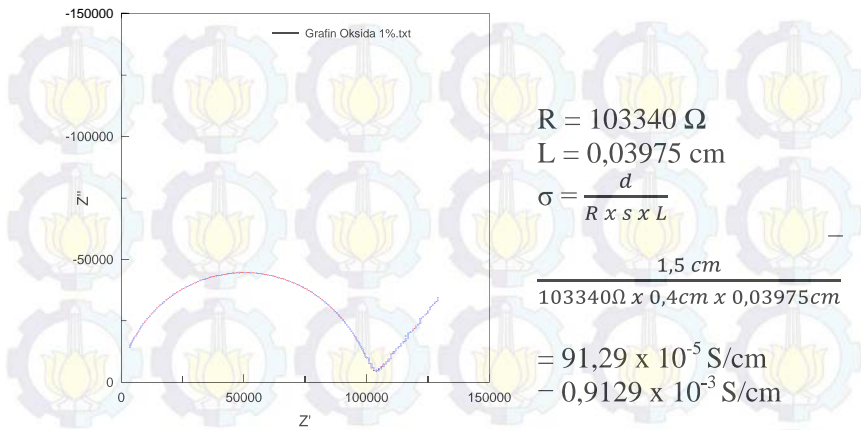 -150000
Grafin Oksida 1%.txt
-100000
Z''
-50000
0
0
50000
100000
150000
Z'
R = 103340 Ω
L = 0,03975 cm
σ = d / R x s x L
–
1,5 cm / 103340Ω x 0,4cm x 0,03975cm
= 91,29 x 10⁻⁵ S/cm
– 0,9129 x 10⁻³ S/cm